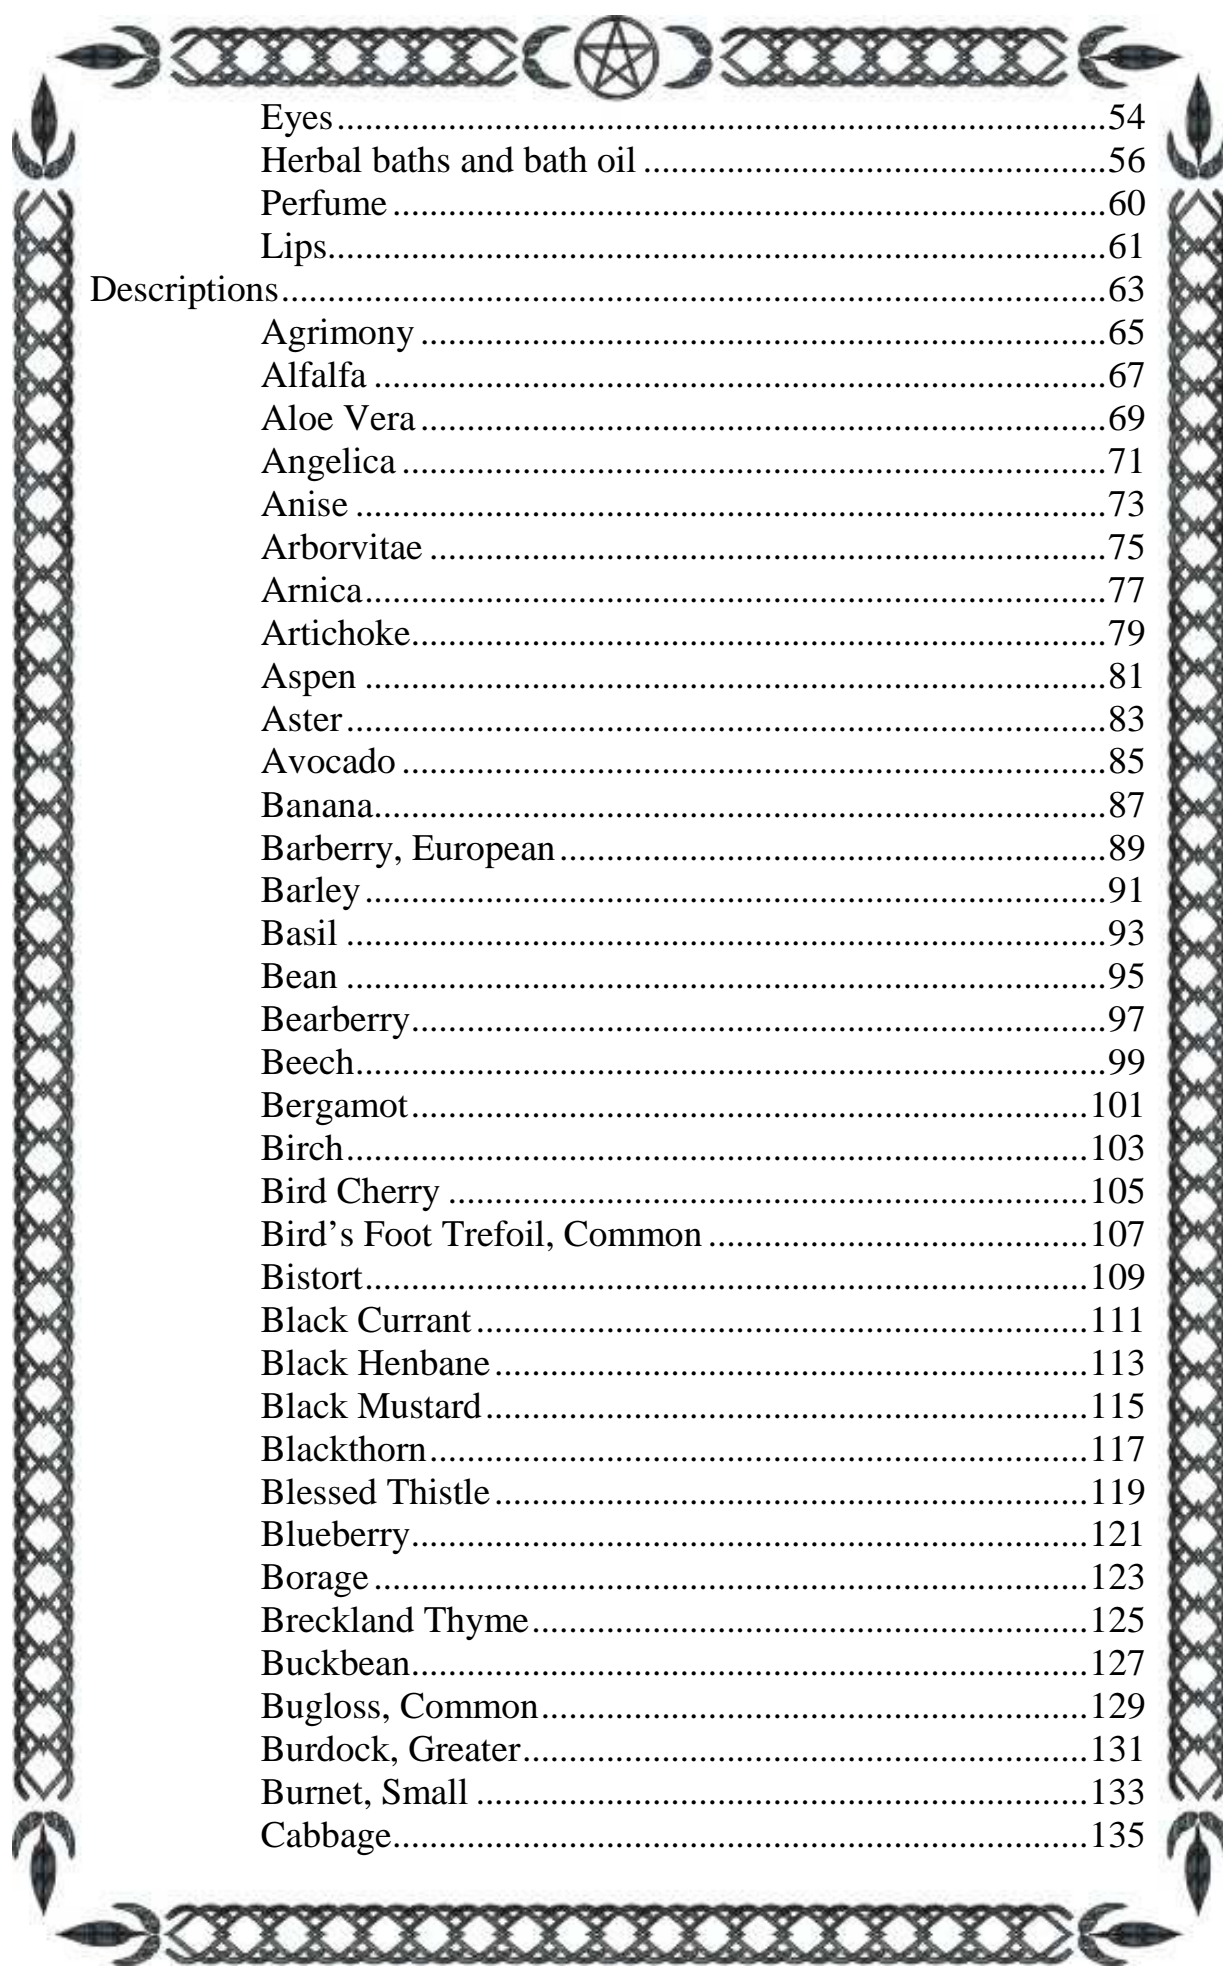 Eyes....................................................................................54
Herbal baths and bath oil..................................................56
Perfume..............................................................................60
Lips.....................................................................................61
Descriptions...........................................................................................63
Agrimony...........................................................................65
Alfalfa................................................................................67
Aloe Vera...........................................................................69
Angelica.............................................................................71
Anise..................................................................................73
Arborvitae..........................................................................75
Arnica.................................................................................77
Artichoke............................................................................79
Aspen.................................................................................81
Aster...................................................................................83
Avocado.............................................................................85
Banana................................................................................87
Barberry, European............................................................89
Barley.................................................................................91
Basil...................................................................................93
Bean...................................................................................95
Bearberry............................................................................97
Beech..................................................................................99
Bergamot..........................................................................101
Birch.................................................................................103
Bird Cherry......................................................................105
Bird’s Foot Trefoil, Common..........................................107
Bistort...............................................................................109
Black Currant...................................................................111
Black Henbane.................................................................113
Black Mustard..................................................................115
Blackthorn........................................................................117
Blessed Thistle.................................................................119
Blueberry..........................................................................121
Borage..............................................................................123
Breckland Thyme.............................................................125
Buckbean..........................................................................127
Bugloss, Common............................................................129
Burdock, Greater..............................................................131
Burnet, Small...................................................................133
Cabbage............................................................................135